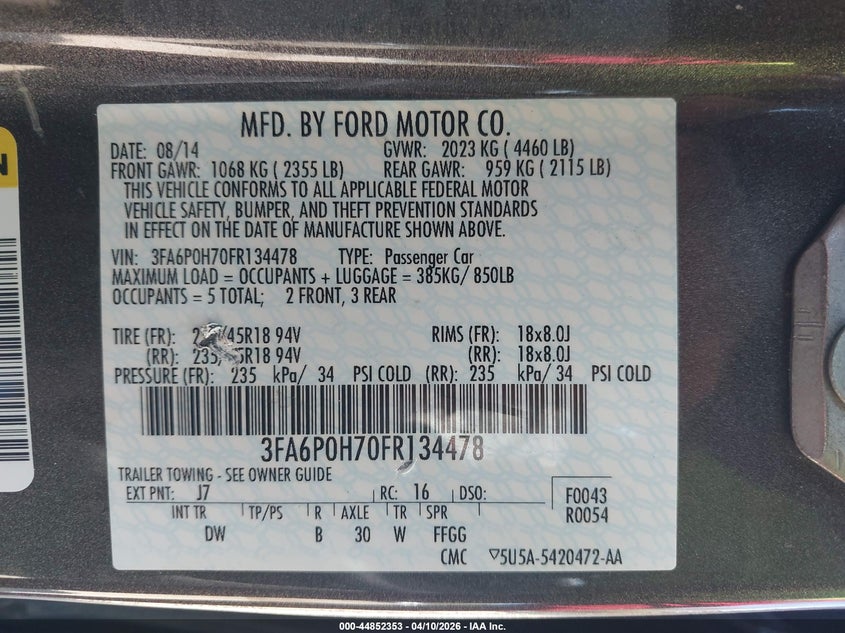 MFD. BY FORD MOTOR CO.
DATE: 08/14 GVWR: 2023 KG ( 4460 LB)
FRONT GAWR: 1068 KG ( 2355 LB) REAR GAWR: 959 KG ( 2115 LB)
THIS VEHICLE CONFORMS TO ALL APPLICABLE FEDERAL MOTOR
VEHICLE SAFETY, BUMPER, AND THEFT PREVENTION STANDARDS
IN EFFECT ON THE DATE OF MANUFACTURE SHOWN ABOVE.
VIN: 3FA6P0H70FR134478 TYPE: Passenger Car
MAXIMUM LOAD = OCCUPANTS + LUGGAGE = 385KG/ 850LB
OCCUPANTS = 5 TOTAL; 2 FRONT, 3 REAR
TIRE (FR): /45R18 94V RIMS (FR): 18x8.0J
(RR): 235/ 5R18 94V (RR): 18x8.0J
PRESSURE (FR): 235 kPa/ 34 PSI COLD (RR): 235 kPa/ 34 PSI COLD
3FA6P0H70FR134478
TRAILER TOWING - SEE OWNER GUIDE
EXT PNT: J7 RC: 16 DSO: F0043
INT TR TP/PS R AXLE TR SPR R0054
DW B 30 W FFGG
CMC ▽5U5A-5420472-AA
000-44852353 - 04/10/2026 - IAA Inc.